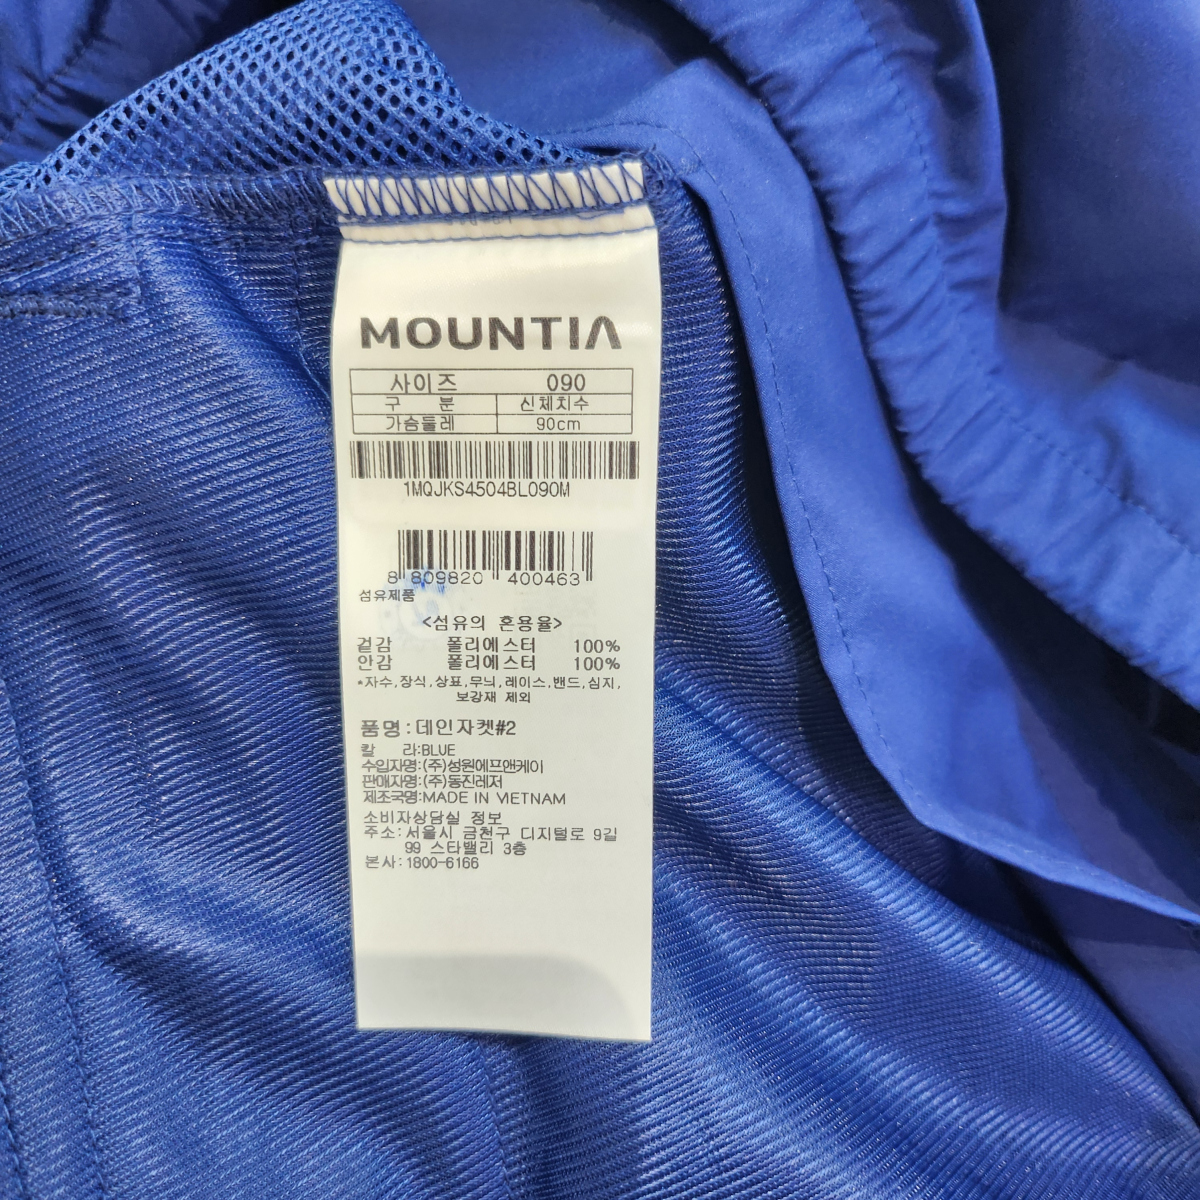 MOUNTIA
사이즈 090
구 분 신체치수
가슴둘레 90cm
1MQJKS4504BL090M
8 809820 400463
섬유제품
<섬유의 혼용율>
겉감 폴리에스터 100%
안감 폴리에스터 100%
*자수,장식,상표,무늬,레이스,밴드,심지,
보강재 제외
품명:데인자켓#2
칼 라:BLUE
수입자명:(주)성원에프앤케이
판매자명:(주)동진레저
제조국명:MADE IN VIETNAM
소비자상담실 정보
주소:서울시 금천구 디지털로 9길
99 스타밸리 3층
본사:1800-6166